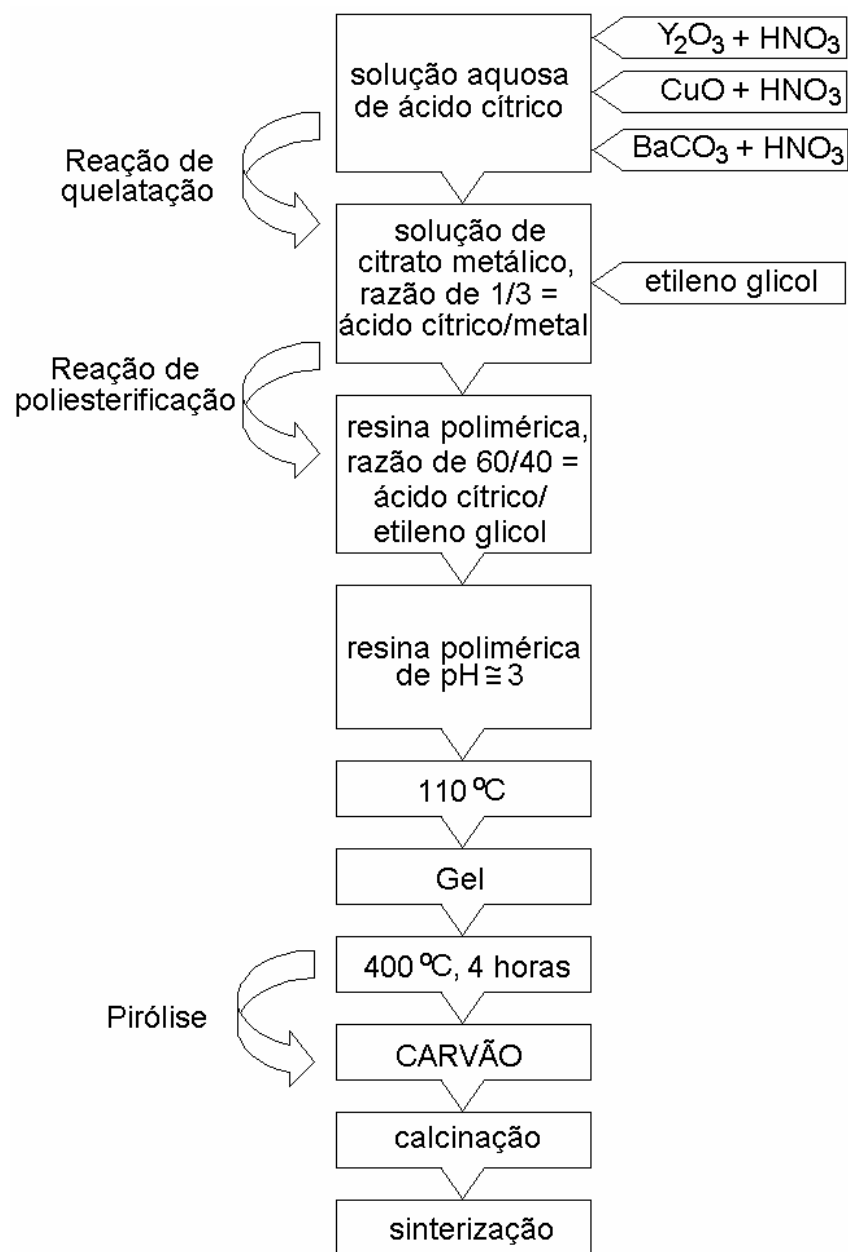 solução aquosa
de ácido cítrico
Y₂O₃ + HNO₃
CuO + HNO₃
BaCO₃ + HNO₃
Reação de
quelatação
solução de
citrato metálico,
razão de 1/3 =
ácido cítrico/metal
etileno glicol
Reação de
poliesterificação
resina polimérica,
razão de 60/40 =
ácido cítrico/
etileno glicol
resina polimérica
de pH ≅ 3
110 ºC
Gel
400 ºC, 4 horas
Pirólise
CARVÃO
calcinação
sinterização